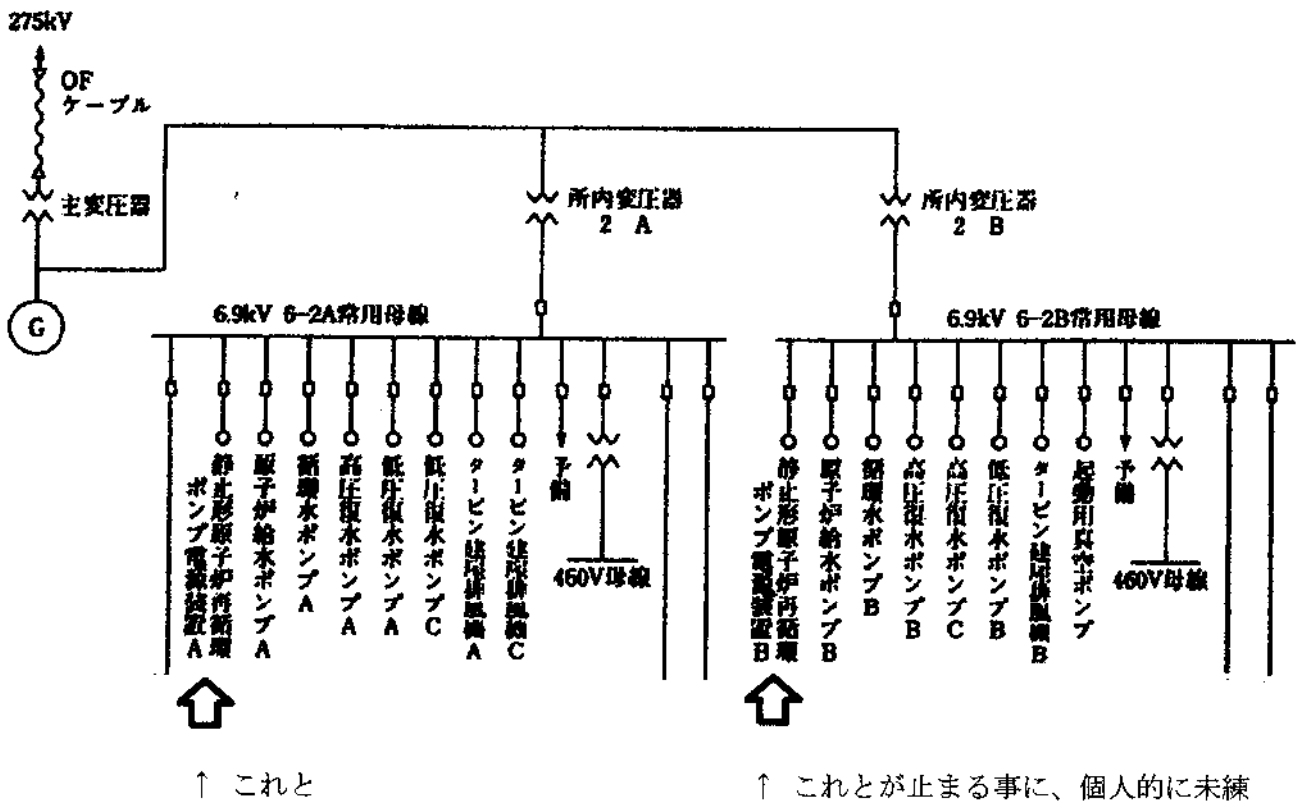 275kV
OF
ケーブル
主変圧器
G
所内変圧器
2 A
所内変圧器
2 B
6.9kV 6-2A常用母線
6.9kV 6-2B常用母線
静止形原子炉再循環
ポンプ電源装置A
原子炉給水ポンプA
循環水ポンプA
高圧復水ポンプA
低圧復水ポンプA
低圧復水ポンプC
タービン建屋排風機A
タービン建屋排風機C
予備
460V母線
静止形原子炉再循環
ポンプ電源装置B
原子炉給水ポンプB
循環水ポンプB
高圧復水ポンプB
高圧復水ポンプC
低圧復水ポンプB
タービン建屋排風機B
起動用真空ポンプ
予備
460V母線
↑ これと
↑ これとが止まる事に、個人的に未練